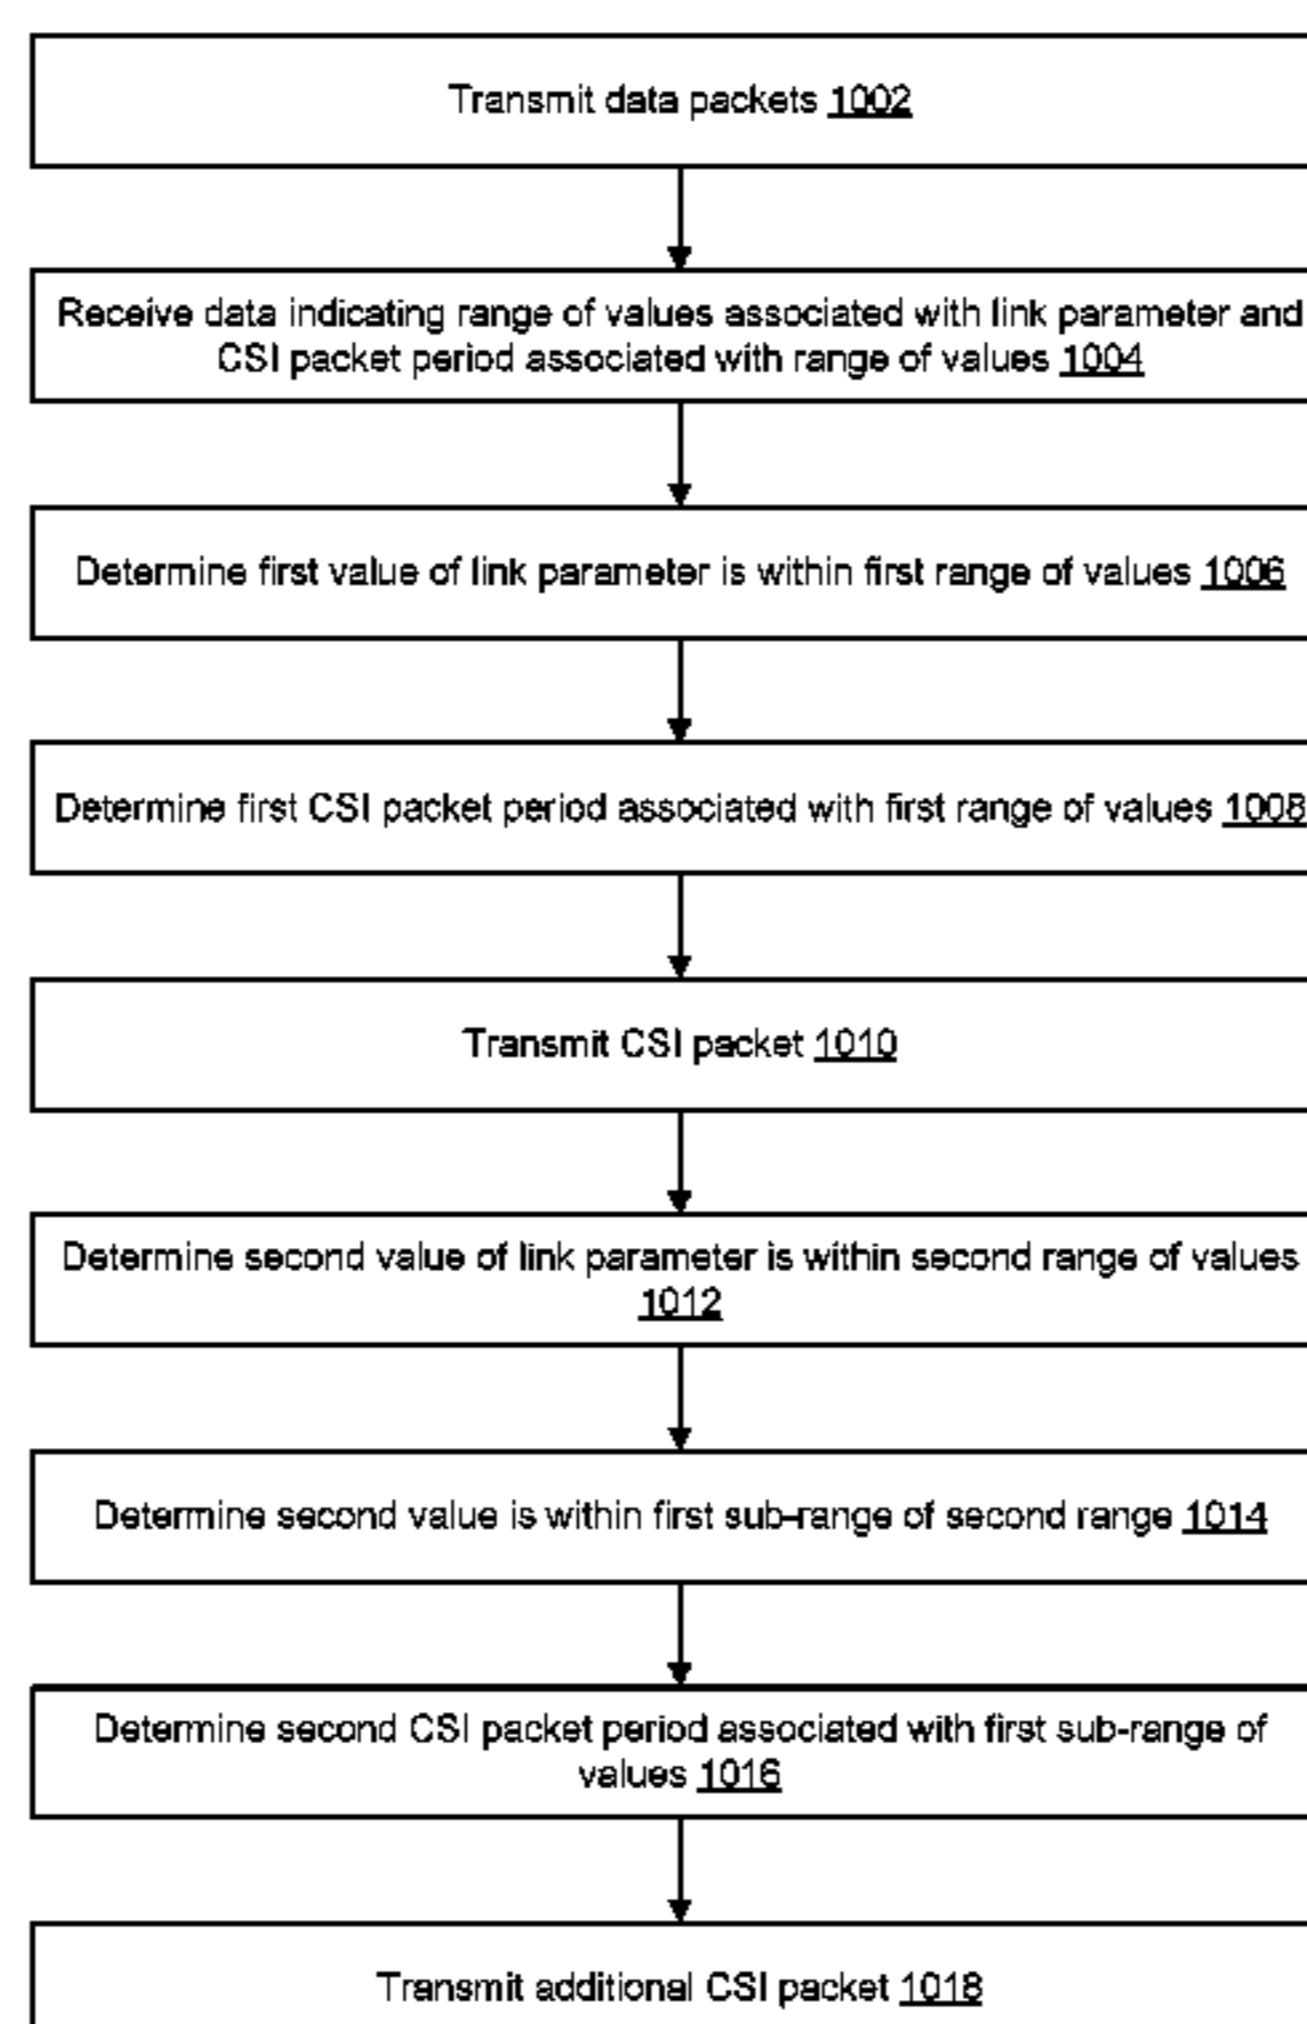 Transmit data packets 1002
Receive data indicating range of values associated with link parameter and
CSI packet period associated with range of values 1004
Determine first value of link parameter is within first range of values 1006
Determine first CSI packet period associated with first range of values 1008
Transmit CSI packet 1010
Determine second value of link parameter is within second range of values
1012
Determine second value is within first sub-range of second range 1014
Determine second CSI packet period associated with first sub-range of
values 1016
Transmit additional CSI packet 1018